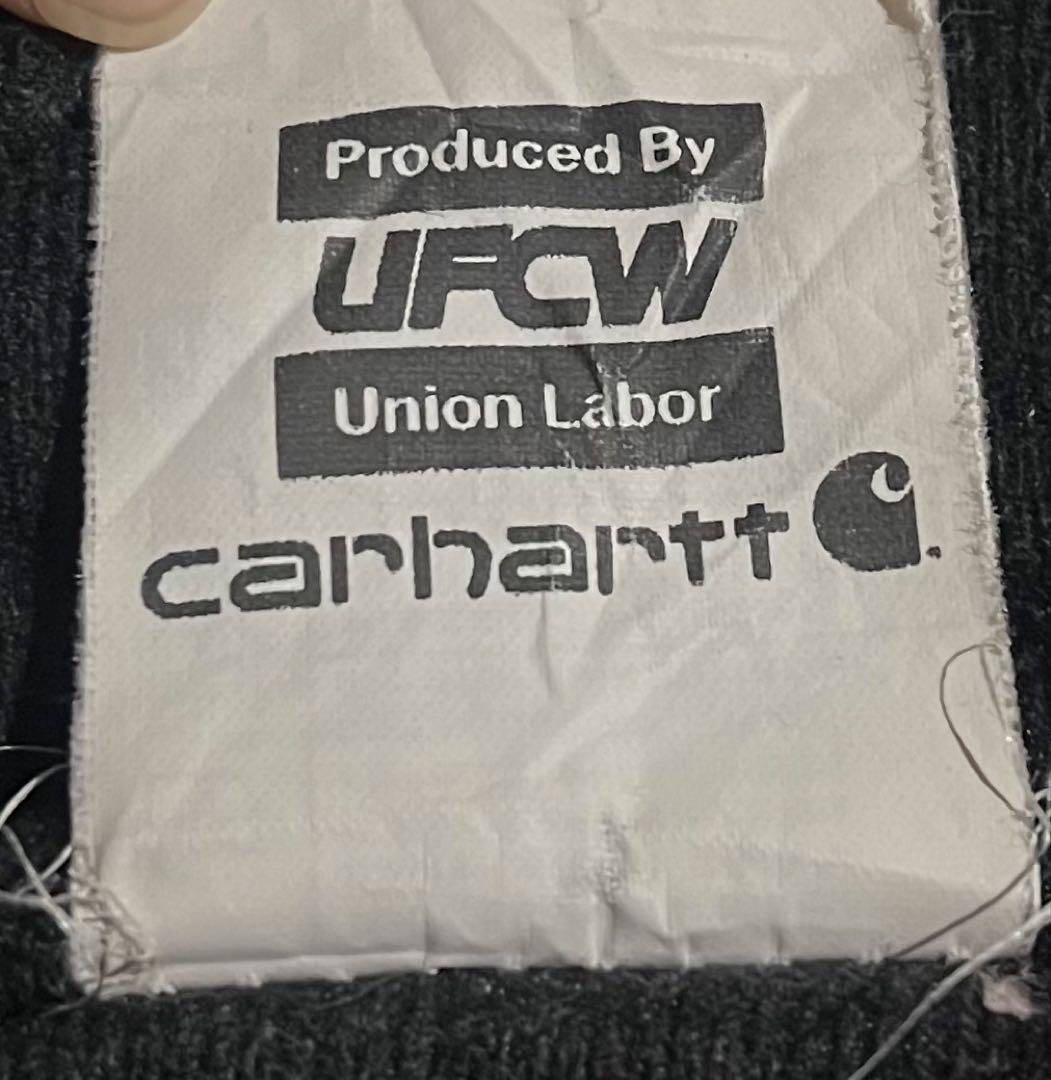 Produced By
UFCW
Union Labor
carhartt